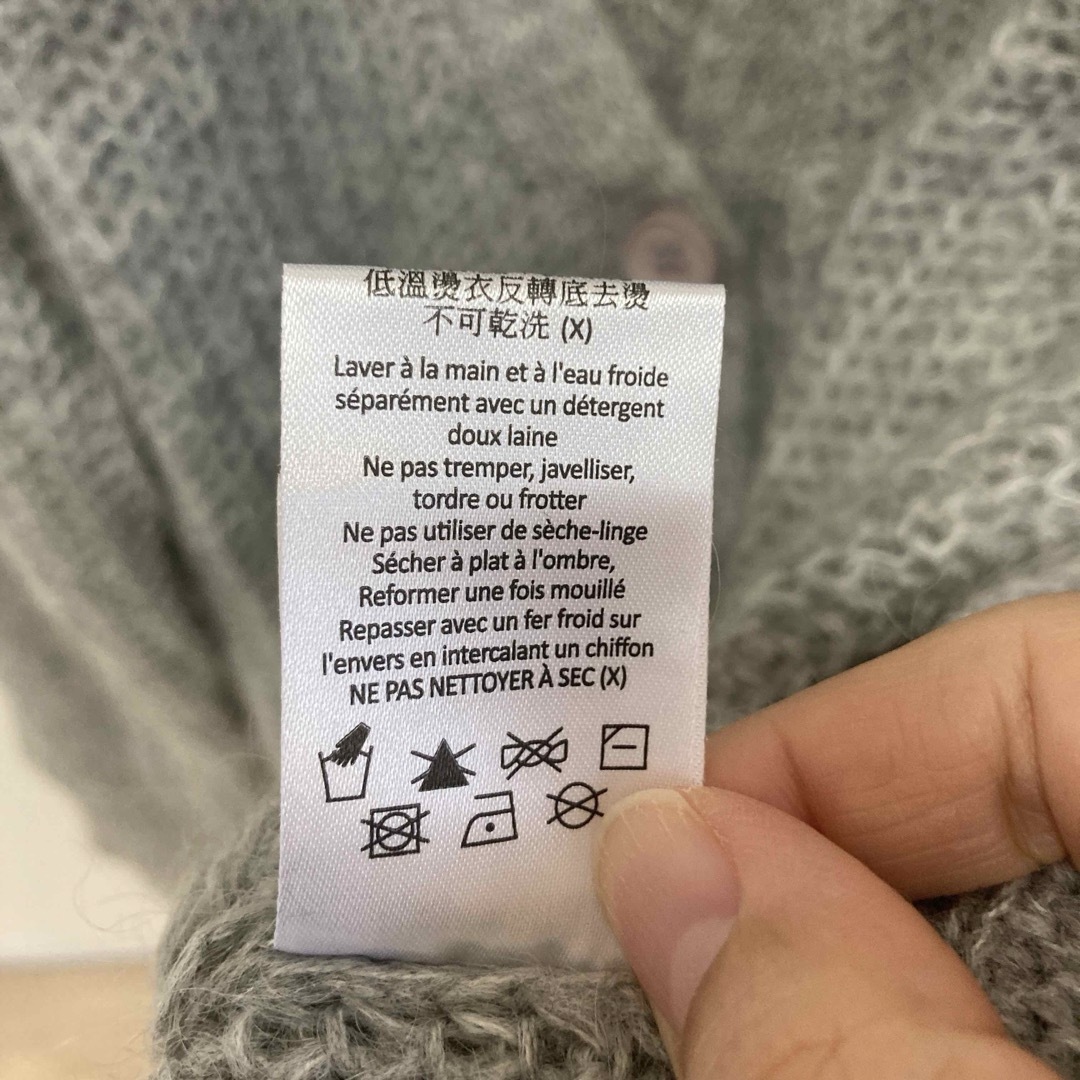 低溫燙衣反轉底去燙
不可乾洗 (X)
Laver à la main et à l'eau froide
séparément avec un détergent
doux laine
Ne pas tremper, javelliser,
tordre ou frotter
Ne pas utiliser de sèche-linge
Sécher à plat à l'ombre,
Reformer une fois mouillé
Repasser avec un fer froid sur
l'envers en intercalant un chiffon
NE PAS NETTOYER À SEC (X)